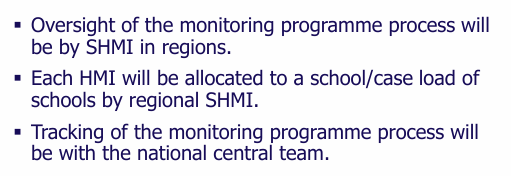 ▪ Oversight of the monitoring programme process will
be by SHMI in regions.
▪ Each HMI will be allocated to a school/case load of
schools by regional SHMI.
▪ Tracking of the monitoring programme process will
be with the national central team.